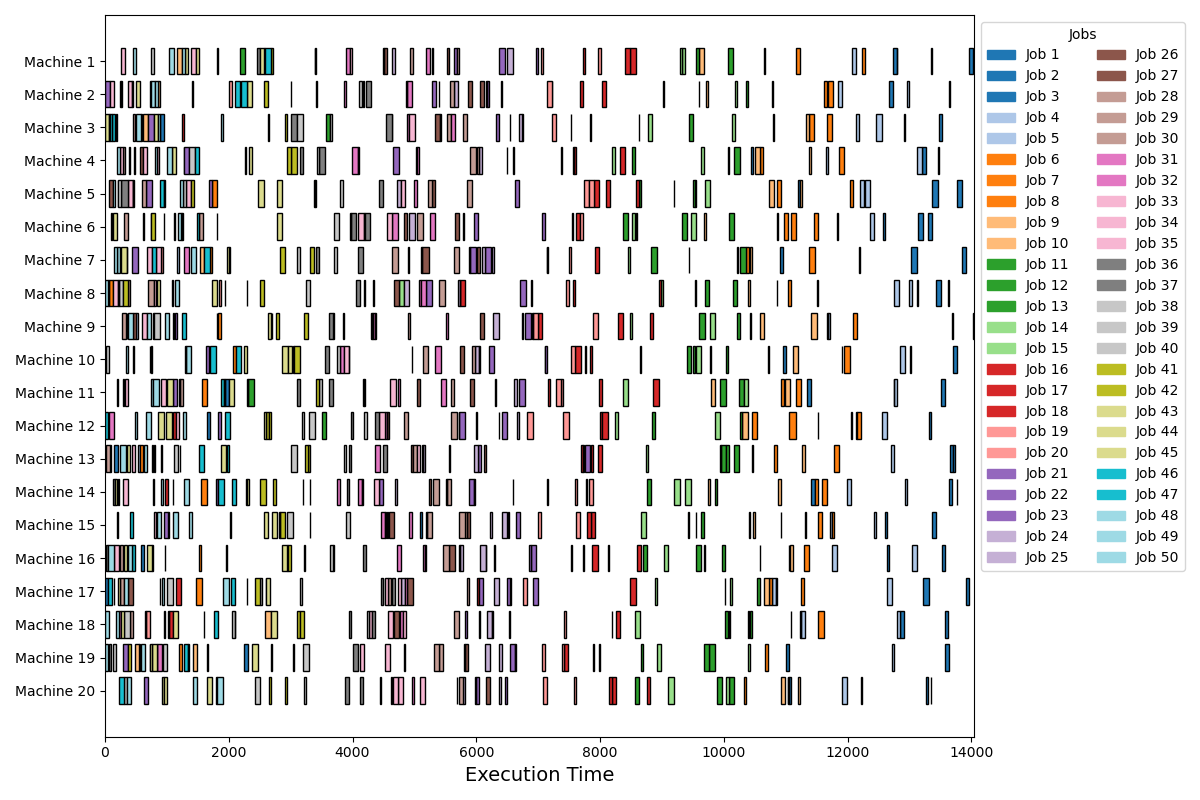 Machine 1
Machine 2
Machine 3
Machine 4
Machine 5
Machine 6
Machine 7
Machine 8
Machine 9
Machine 10
Machine 11
Machine 12
Machine 13
Machine 14
Machine 15
Machine 16
Machine 17
Machine 18
Machine 19
Machine 20
0 2000 4000 6000 8000 10000 12000 14000
Execution Time
Jobs
Job 1
Job 2
Job 3
Job 4
Job 5
Job 6
Job 7
Job 8
Job 9
Job 10
Job 11
Job 12
Job 13
Job 14
Job 15
Job 16
Job 17
Job 18
Job 19
Job 20
Job 21
Job 22
Job 23
Job 24
Job 25
Job 26
Job 27
Job 28
Job 29
Job 30
Job 31
Job 32
Job 33
Job 34
Job 35
Job 36
Job 37
Job 38
Job 39
Job 40
Job 41
Job 42
Job 43
Job 44
Job 45
Job 46
Job 47
Job 48
Job 49
Job 50